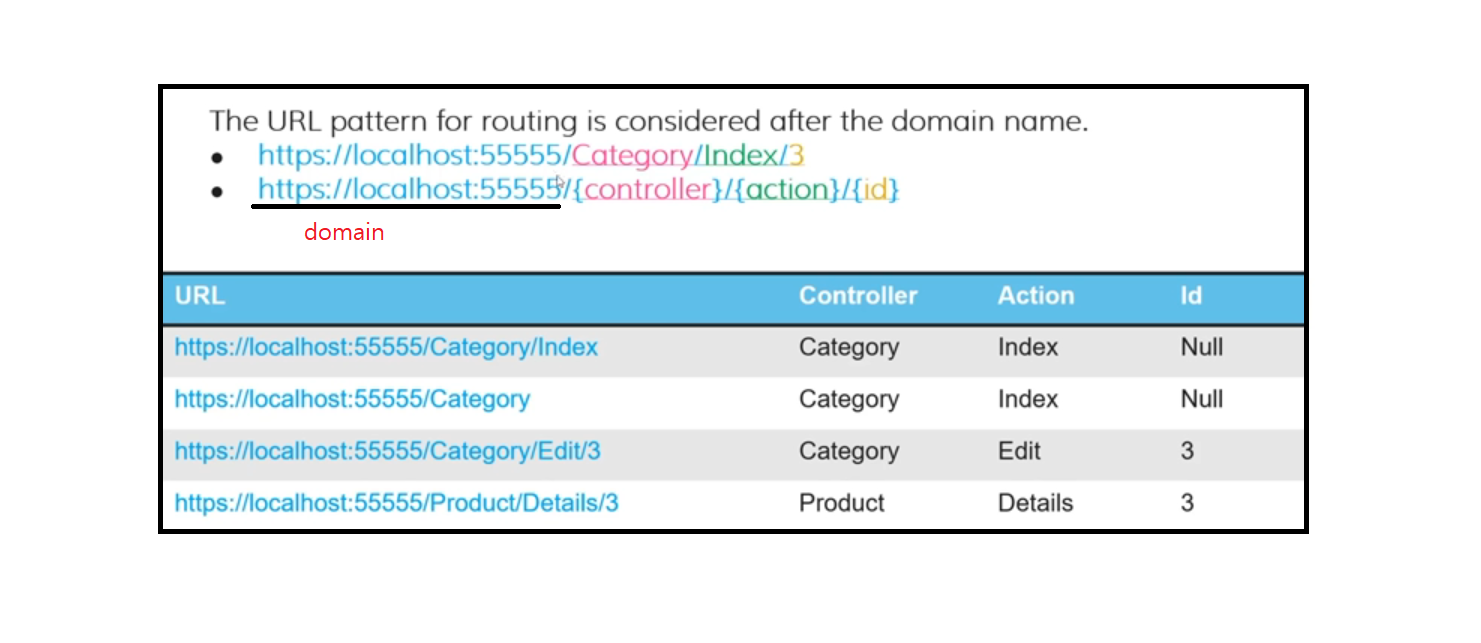 The URL pattern for routing is considered after the domain name.
• https://localhost:55555/Category/Index/3
• https://localhost:55555/{controller}/{action}/{id}
domain
URL Controller Action Id
https://localhost:55555/Category/Index Category Index Null
https://localhost:55555/Category Category Index Null
https://localhost:55555/Category/Edit/3 Category Edit 3
https://localhost:55555/Product/Details/3 Product Details 3